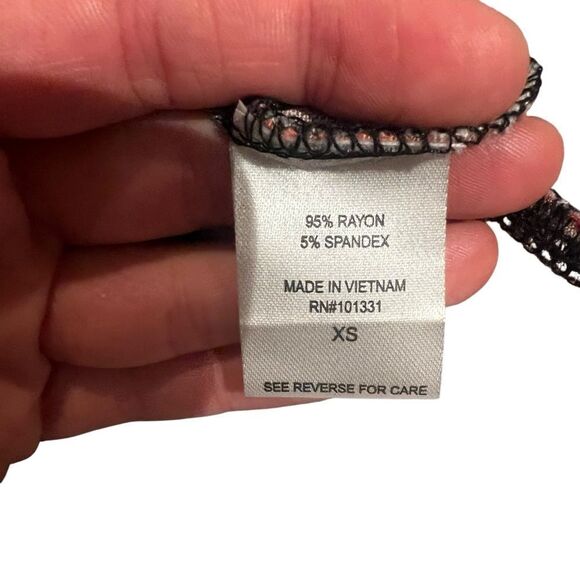 95% RAYON
5% SPANDEX
MADE IN VIETNAM
RN#101331
XS
SEE REVERSE FOR CARE